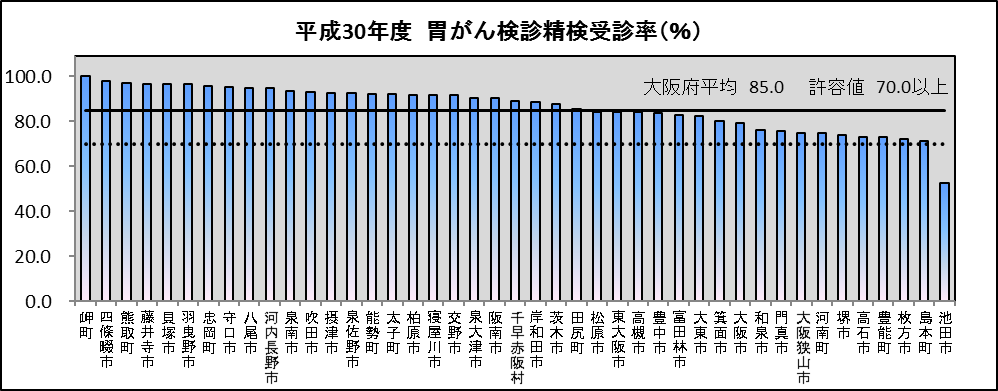 平成30年度 胃がん検診精検受診率(%)
大阪府平均 85.0 許容値 70.0以上
100.0
80.0
60.0
40.0
20.0
0.0
岬町
四條畷市
熊取町
藤井寺市
貝塚市
羽曳野市
忠岡町
守口市
八尾市
河内長野市
泉南市
吹田市
摂津市
泉佐野市
能勢町
太子町
柏原市
寝屋川市
交野市
泉大津市
阪南市
千早赤阪村
岸和田市
茨木市
田尻町
松原市
東大阪市
高槻市
豊中市
富田林市
大東市
箕面市
大阪市
和泉市
門真市
大阪狭山市
河南町
堺市
高石市
豊能町
枚方市
島本町
池田市